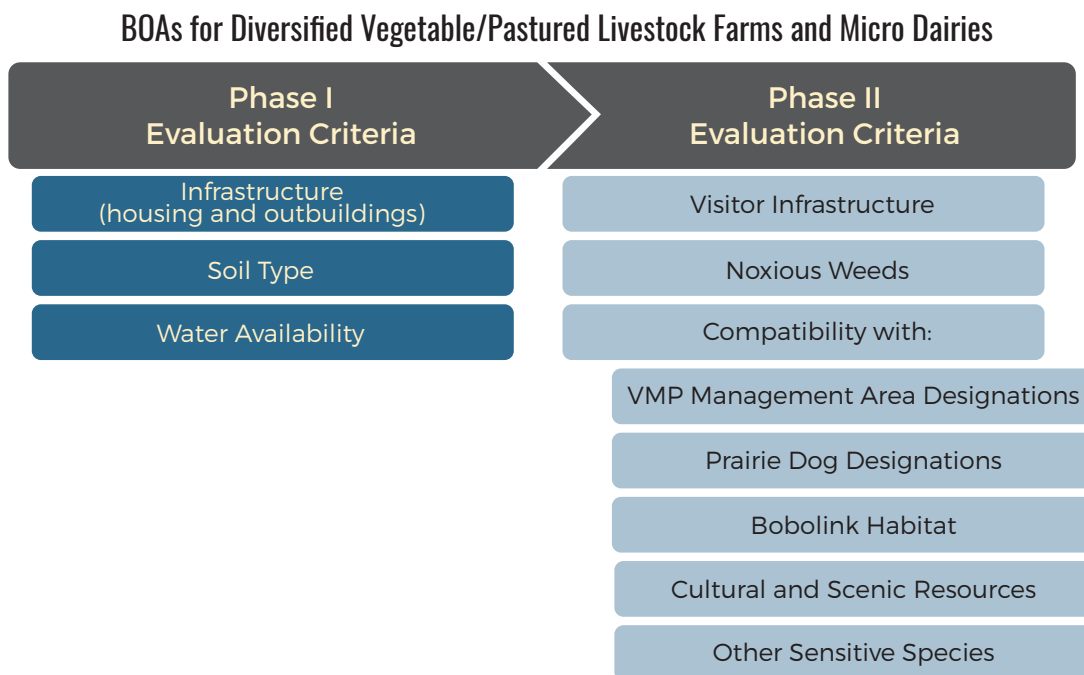 BOAs for Diversified Vegetable/Pastured Livestock Farms and Micro Dairies
Phase I
Evaluation Criteria
Infrastructure
(housing and outbuildings)
Soil Type
Water Availability
Phase II
Evaluation Criteria
Visitor Infrastructure
Noxious Weeds
Compatibility with:
VMP Management Area Designations
Prairie Dog Designations
Bobolink Habitat
Cultural and Scenic Resources
Other Sensitive Species